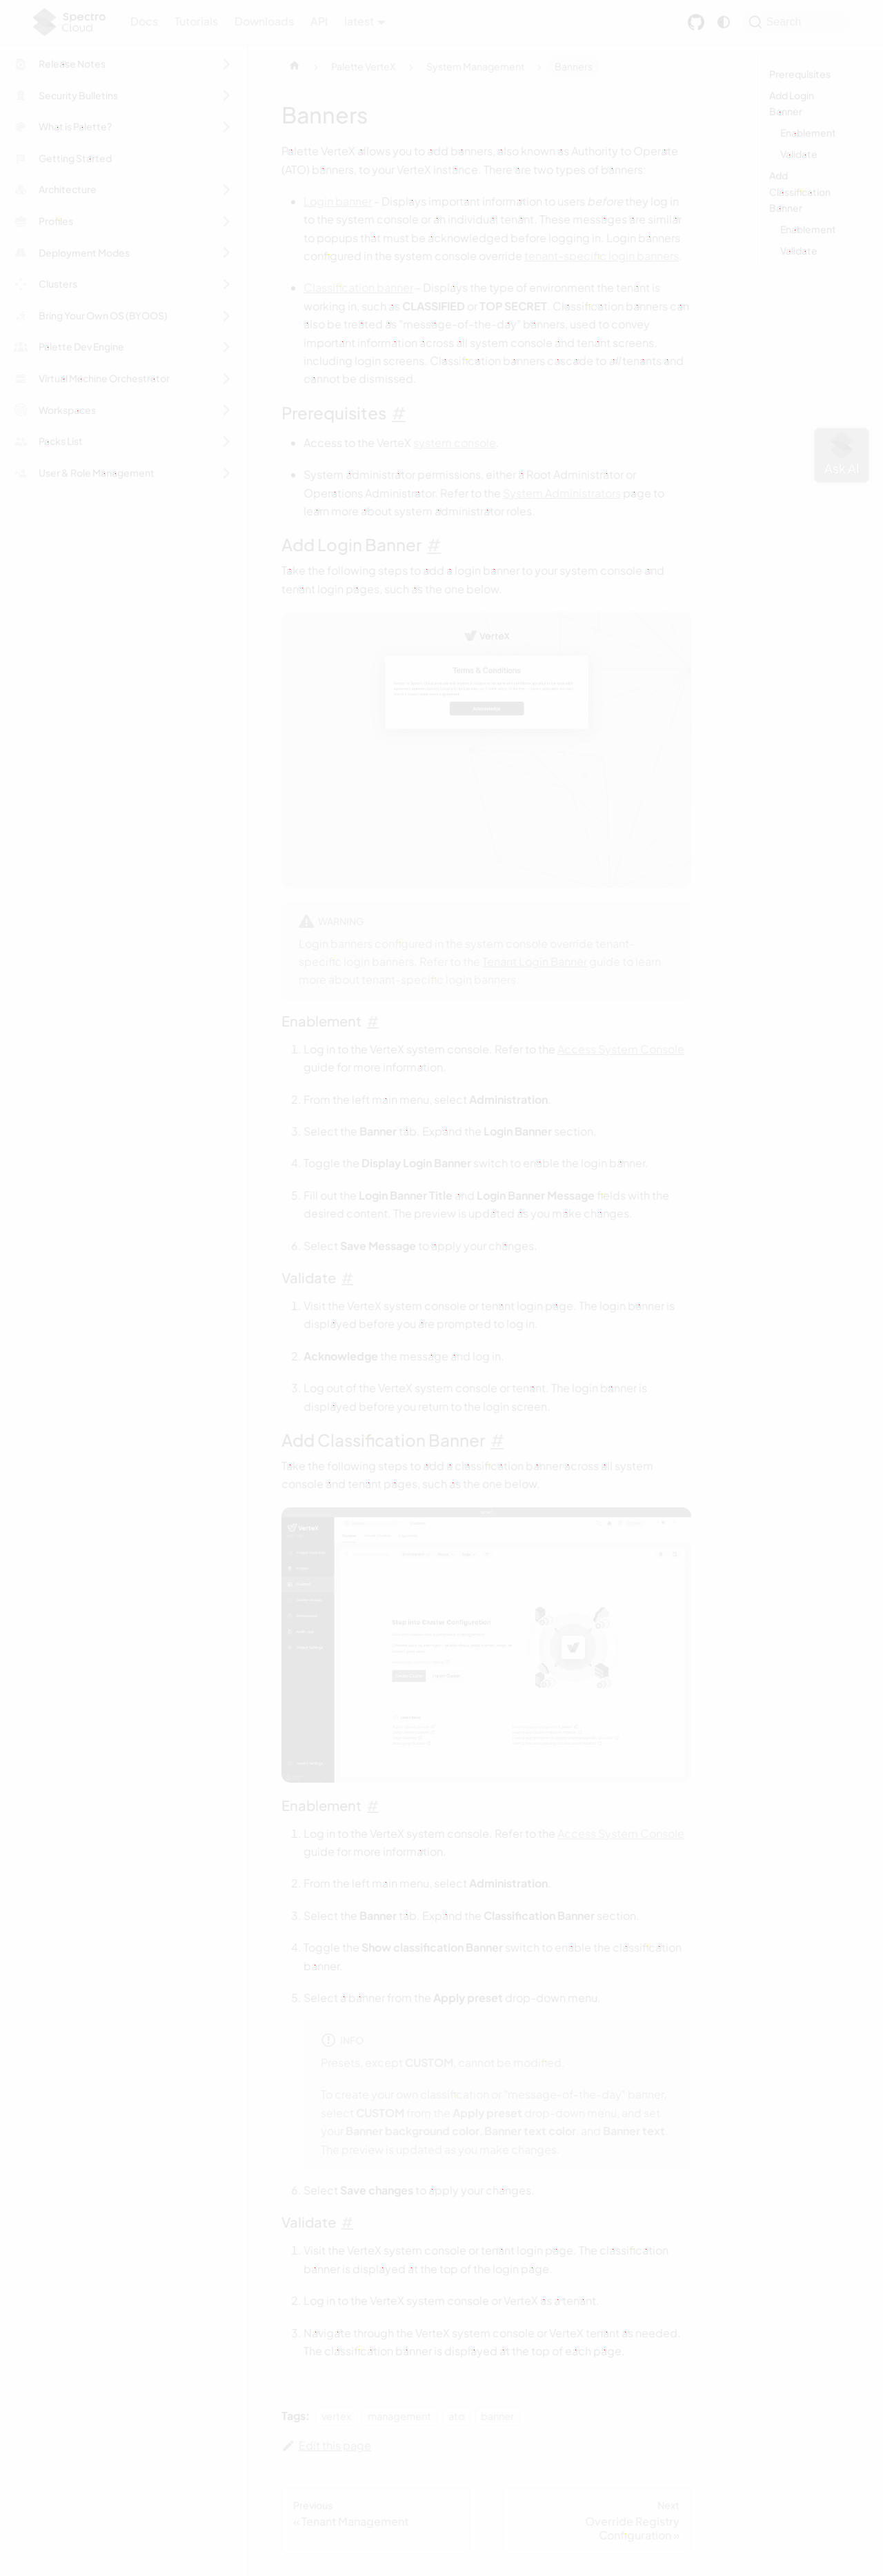 Spectro Cloud
Docs Tutorials Downloads API latest
Search
Release Notes
Security Bulletins
What is Palette?
Getting Started
Architecture
Profiles
Deployment Modes
Clusters
Bring Your Own OS (BYOOS)
Palette Dev Engine
Virtual Machine Orchestrator
Workspaces
Packs List
User & Role Management
Palette VerteX System Management Banners
Banners
Palette VerteX allows you to add banners, also known as Authority to Operate
(ATO) banners, to your VerteX instance. There are two types of banners:
Login banner - Displays important information to users before they log in
to the system console or an individual tenant. These messages are similar
to popups that must be acknowledged before logging in. Login banners
configured in the system console override tenant-specific login banners.
Classification banner - Displays the type of environment the tenant is
working in, such as CLASSIFIED or TOP SECRET. Classification banners can
also be treated as "message-of-the-day" banners, used to convey
important information across all system console and tenant screens,
including login screens. Classification banners cascade to all tenants and
cannot be dismissed.
Prerequisites #
Access to the VerteX system console.
System administrator permissions, either a Root Administrator or
Operations Administrator. Refer to the System Administrators page to
learn more about system administrator roles.
Add Login Banner #
Take the following steps to add a login banner to your system console and
tenant login pages, such as the one below.
VerteX
Terms & Conditions
WARNING
Login banners configured in the system console override tenant-
specific login banners. Refer to the Tenant Login Banner guide to learn
more about tenant-specific login banners.
Enablement #
1. Log in to the VerteX system console. Refer to the Access System Console
guide for more information.
2. From the left main menu, select Administration.
3. Select the Banner tab. Expand the Login Banner section.
4. Toggle the Display Login Banner switch to enable the login banner.
5. Fill out the Login Banner Title and Login Banner Message fields with the
desired content. The preview is updated as you make changes.
6. Select Save Message to apply your changes.
Validate #
1. Visit the VerteX system console or tenant login page. The login banner is
displayed before you are prompted to log in.
2. Acknowledge the message and log in.
3. Log out of the VerteX system console or tenant. The login banner is
displayed before you return to the login screen.
Add Classification Banner #
Take the following steps to add a classification banner across all system
console and tenant pages, such as the one below.
VerteX
Step into Cluster Configuration
Enablement #
1. Log in to the VerteX system console. Refer to the Access System Console
guide for more information.
2. From the left main menu, select Administration.
3. Select the Banner tab. Expand the Classification Banner section.
4. Toggle the Show classification Banner switch to enable the classification
banner.
5. Select a banner from the Apply preset drop-down menu.
INFO
Presets, except CUSTOM, cannot be modified.
To create your own classification or "message-of-the-day" banner,
select CUSTOM from the Apply preset drop-down menu, and set
your Banner background color, Banner text color, and Banner text.
The preview is updated as you make changes.
6. Select Save changes to apply your changes.
Validate #
1. Visit the VerteX system console or tenant login page. The classification
banner is displayed at the top of the login page.
2. Log in to the VerteX system console or VerteX as a tenant.
3. Navigate through the VerteX system console or VerteX tenant as needed.
The classification banner is displayed at the top of each page.
Tags: vertex management ato banner
Edit this page
Previous
« Tenant Management
Next
Override Registry
Configuration »
Prerequisites
Add Login
Banner
Enablement
Validate
Add
Classification
Banner
Enablement
Validate
Ask AI